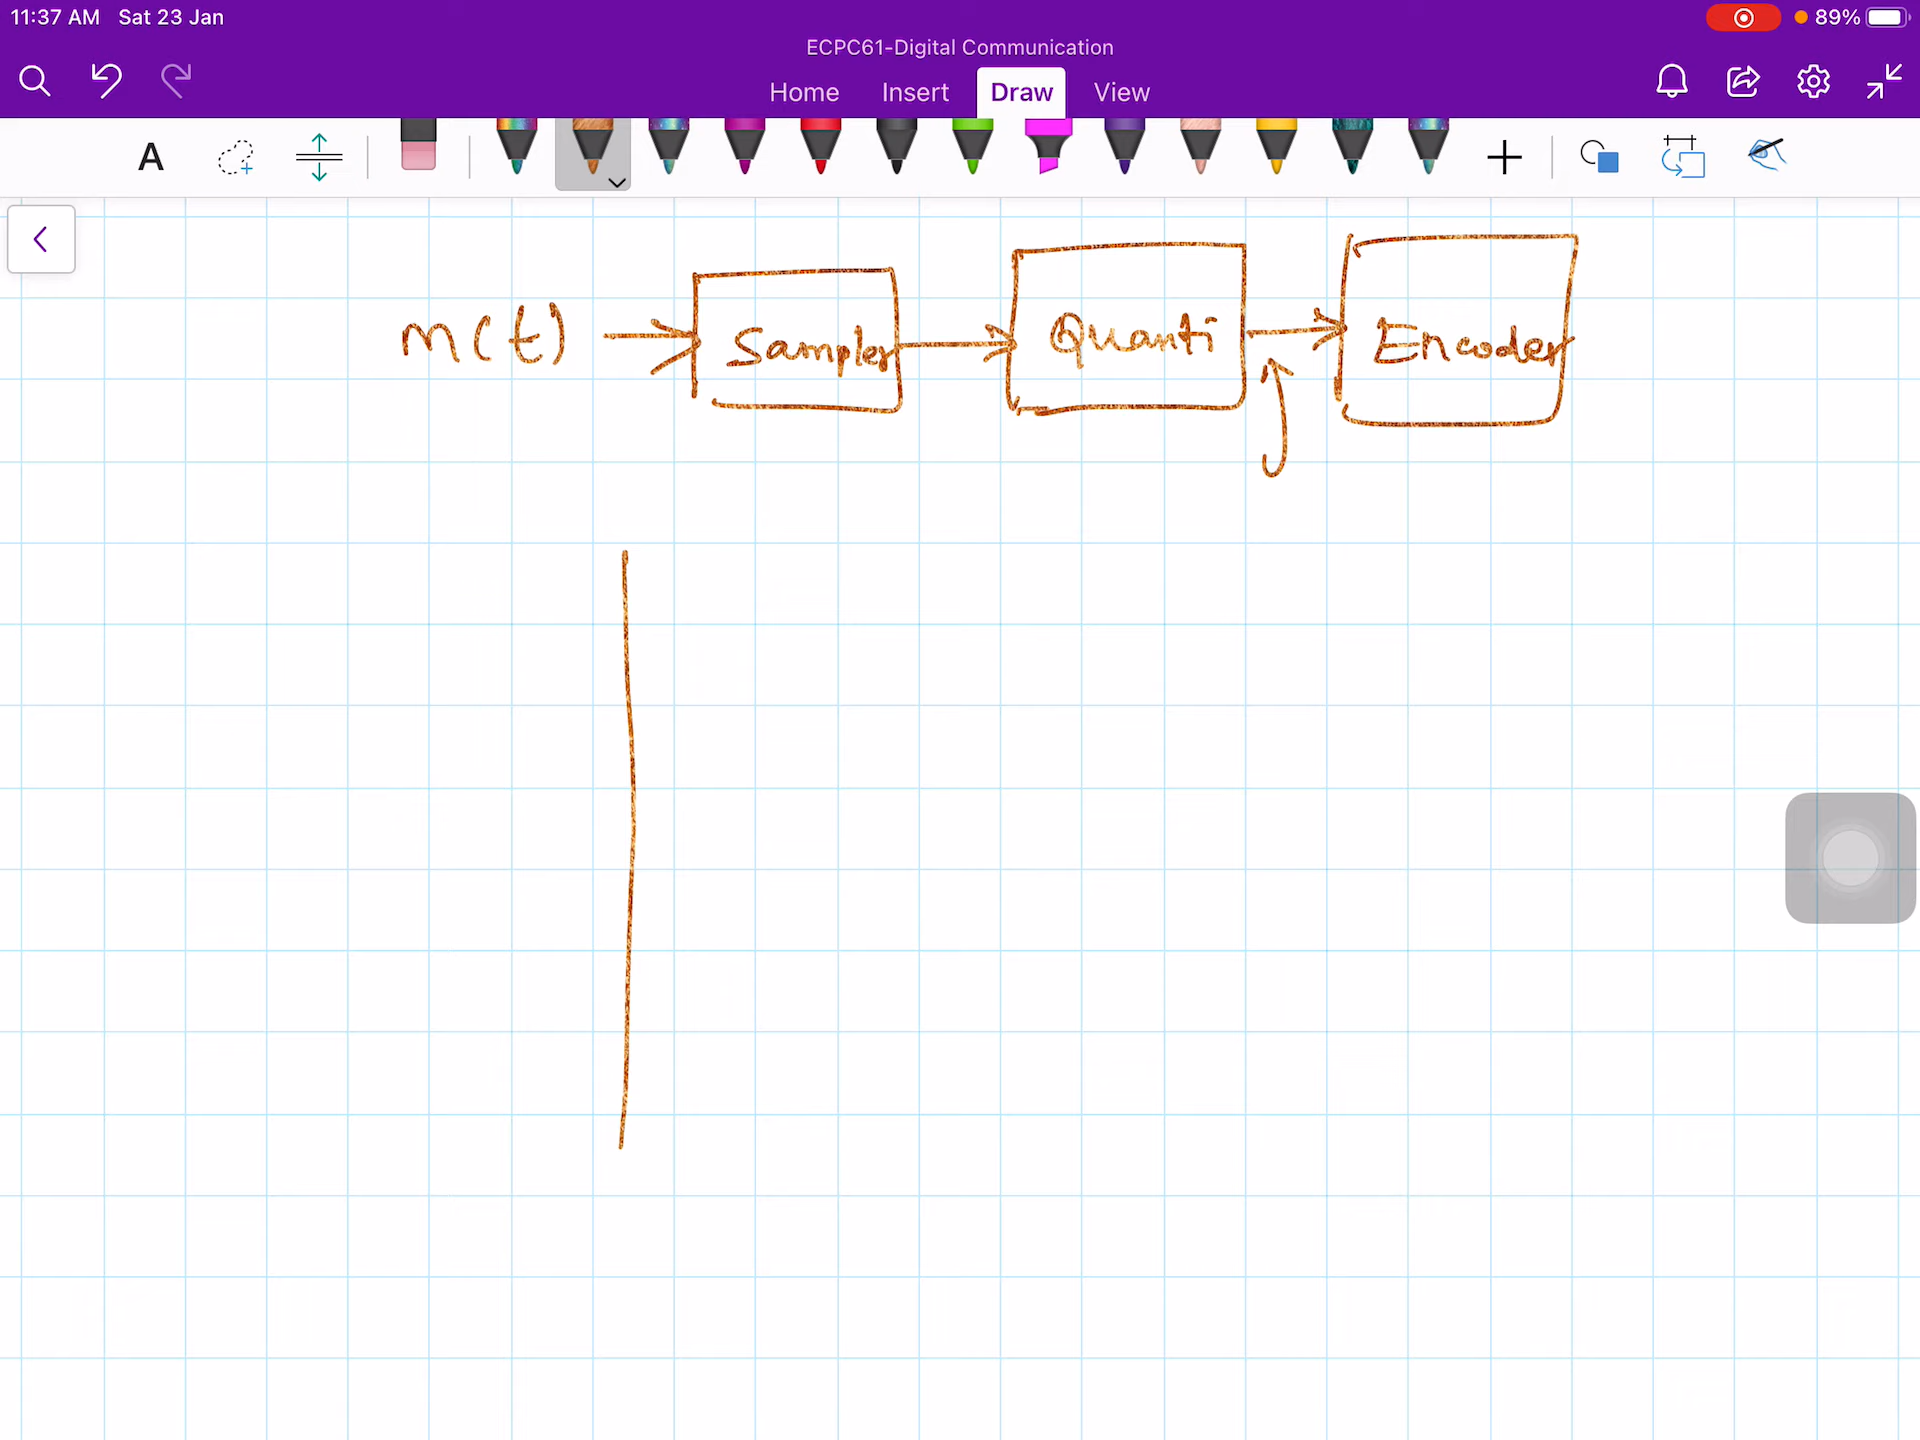 11:37 AM Sat 23 Jan
89%
ECPC61-Digital Communication
Home Insert Draw View
A
m(t) Sampler Quanti Encoder